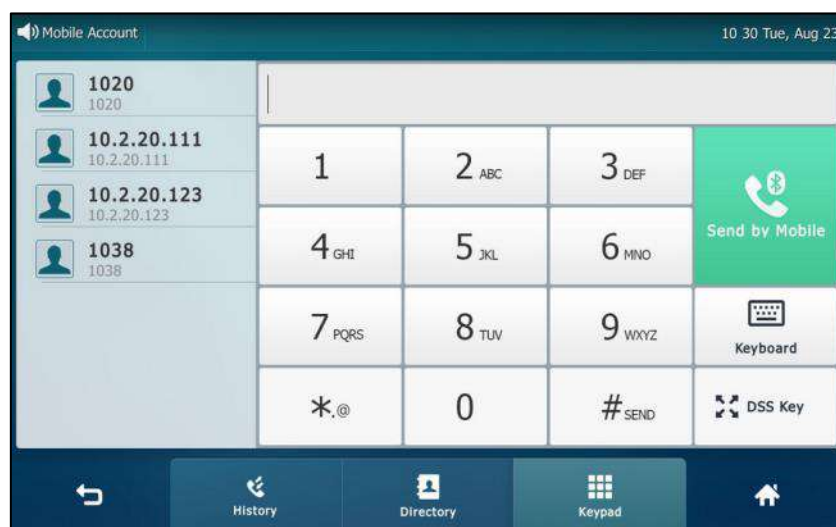 Mobile Account
10 30 Tue, Aug 23
1020
1020
10.2.20.111
10.2.20.111
10.2.20.123
10.2.20.123
1038
1038
1
2 ABC
3 DEF
Send by Mobile
4 GHI
5 JKL
6 MNO
7 PQRS
8 TUV
9 WXYZ
Keyboard
*.@
0
# SEND
DSS Key
History
Directory
Keypad